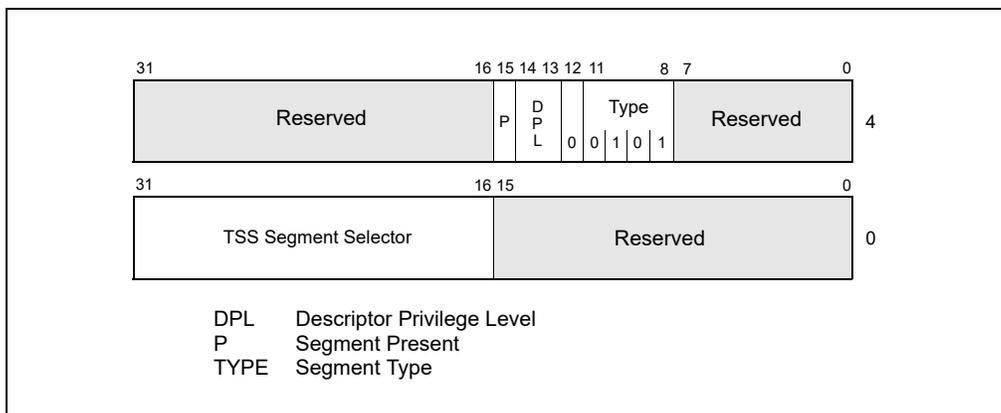 31 16 15 14 13 12 11 8 7 0
Reserved P DPL 0 Type 0 1 0 1 Reserved 4
31 16 15 0
TSS Segment Selector Reserved 0
DPL Descriptor Privilege Level
P Segment Present
TYPE Segment Type